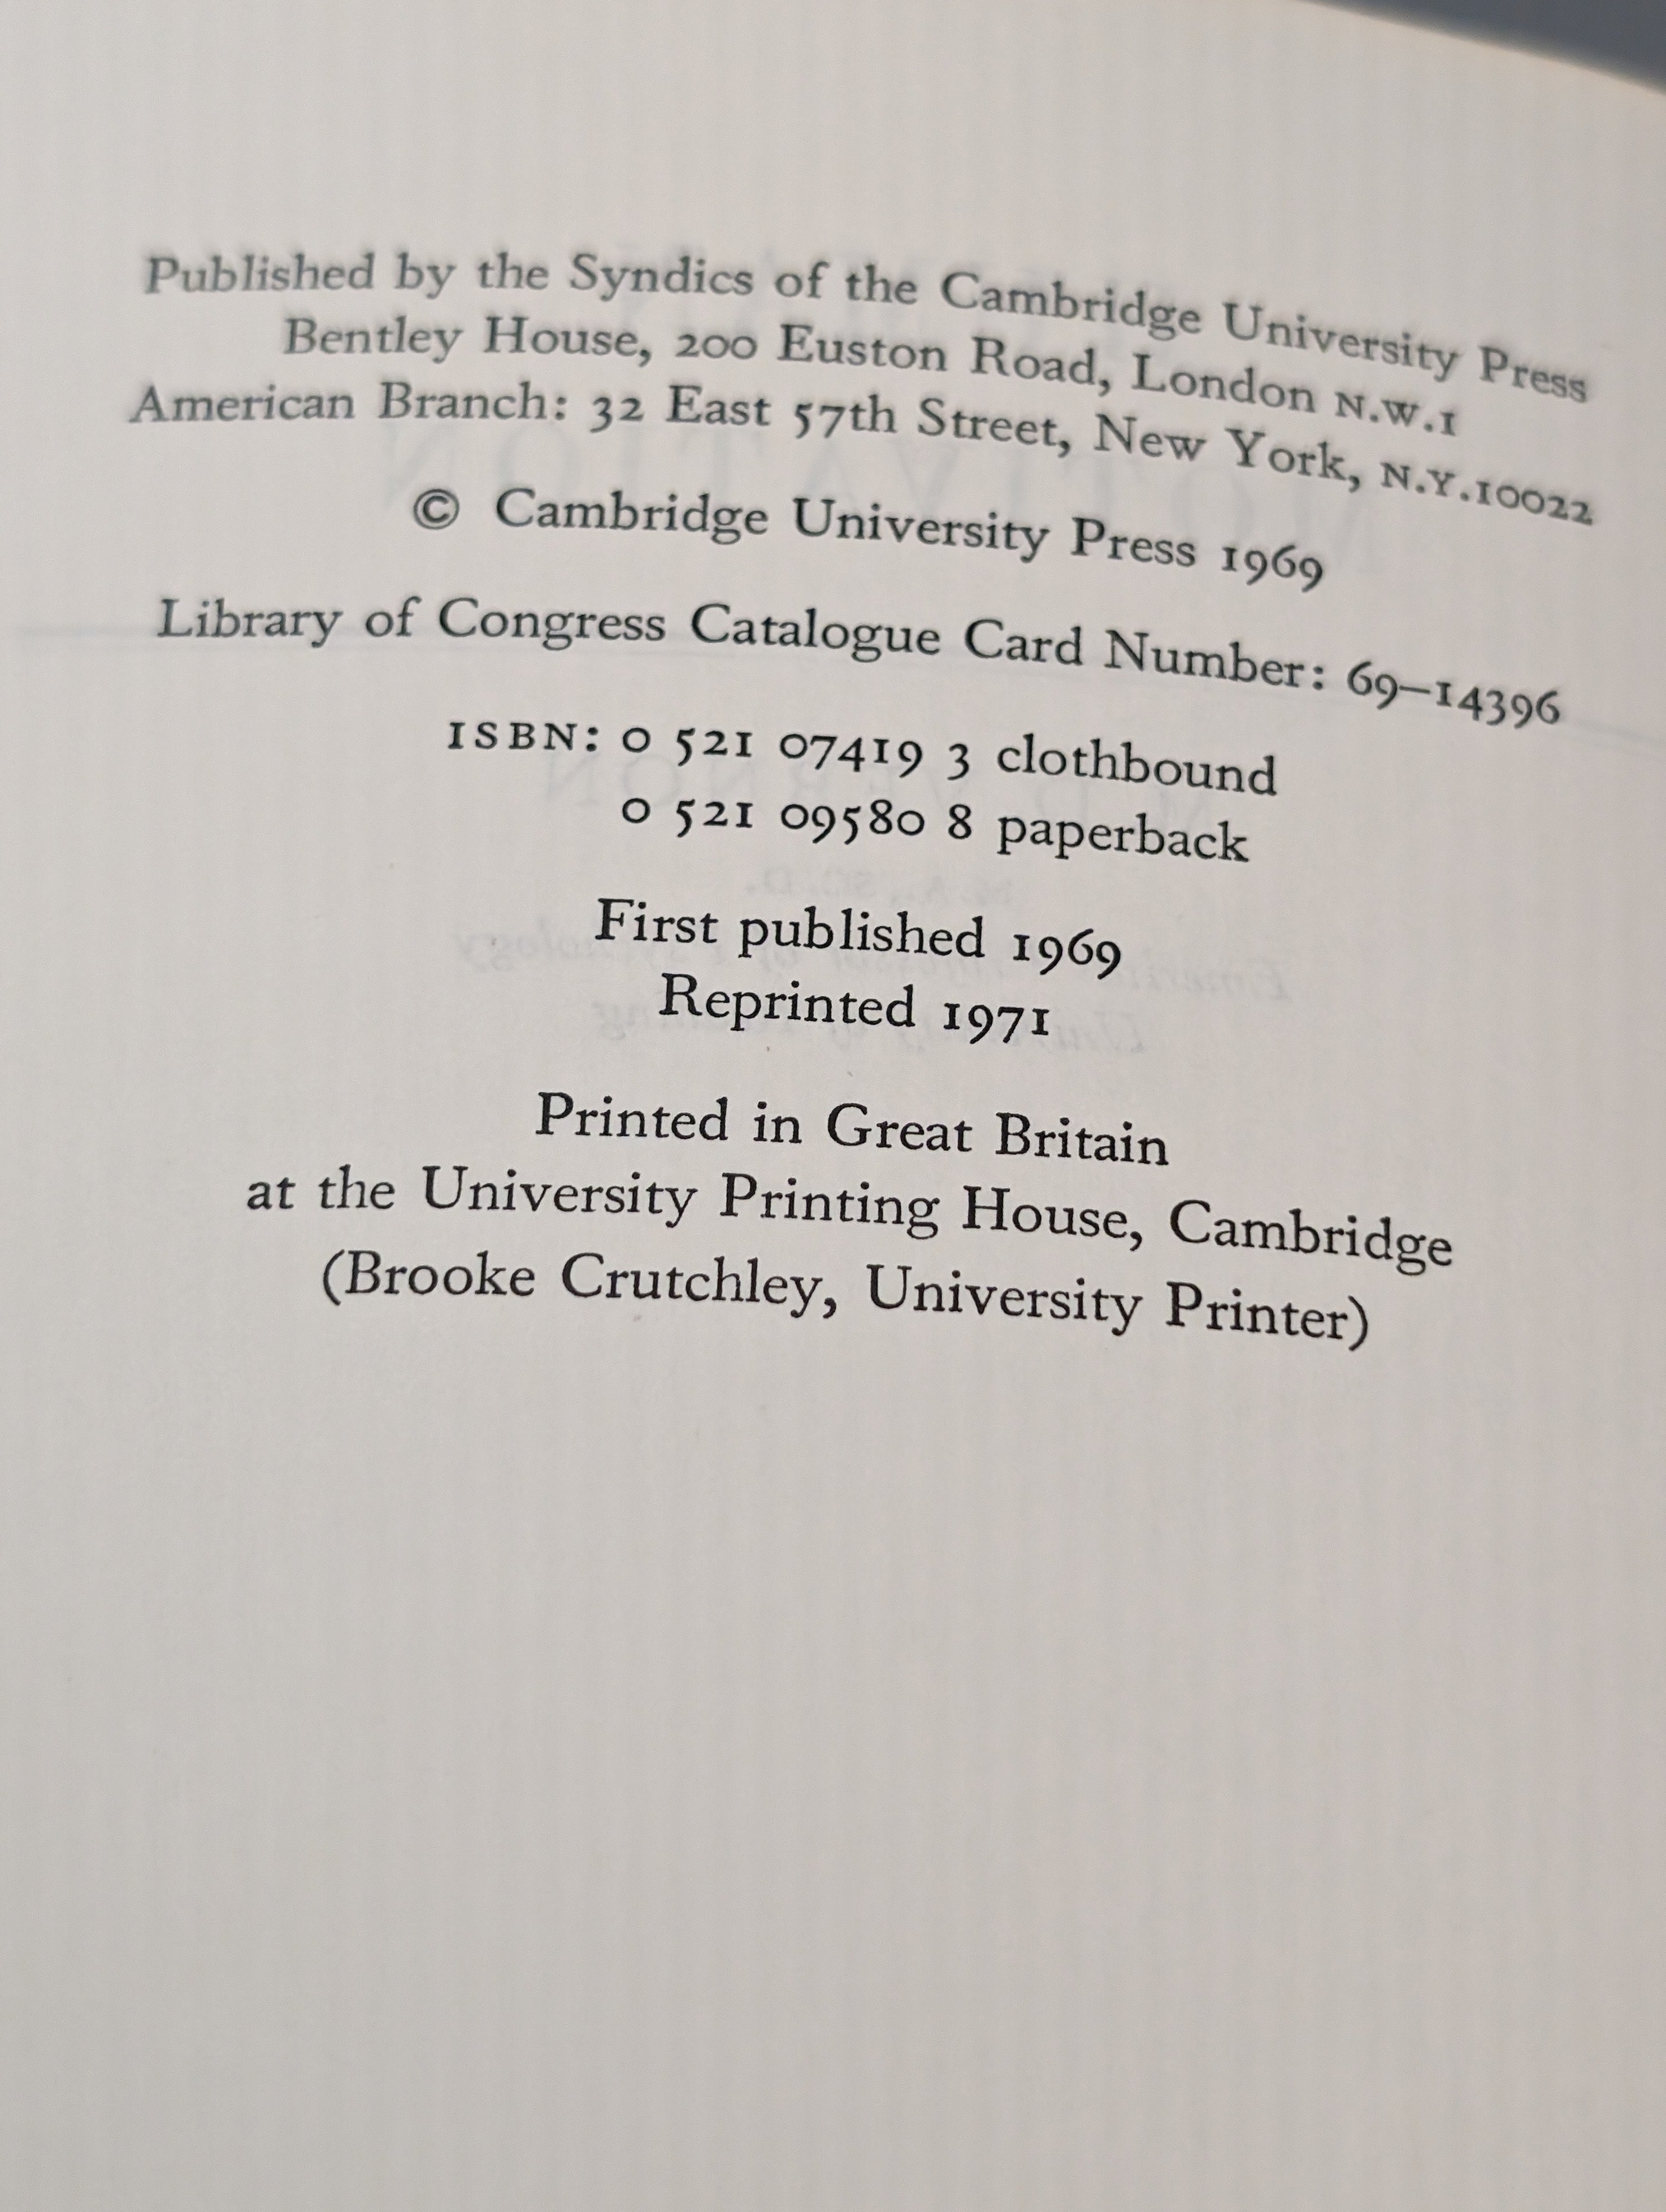 Published by the Syndics of the Cambridge University Press
Bentley House, 200 Euston Road, London N.W.1
American Branch: 32 East 57th Street, New York, N.Y.10022
© Cambridge University Press 1969
Library of Congress Catalogue Card Number: 69–14396
ISBN: 0 521 07419 3 clothbound
0 521 09580 8 paperback
First published 1969
Reprinted 1971
Printed in Great Britain
at the University Printing House, Cambridge
(Brooke Crutchley, University Printer)